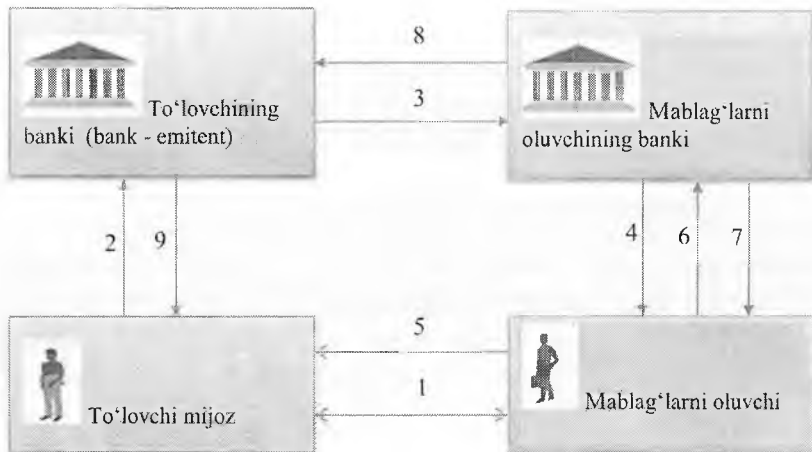 8
3
To‘lovchining
banki (bank - emitent)
Mablag‘larni
oluvchining banki
2
9
4
6
7
5
1
To‘lovchi mijoz
Mablag‘larni oluvchi